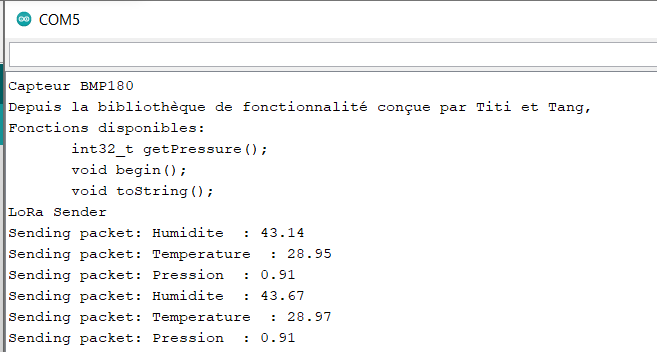 COM5
Capteur BMP180
Depuis la bibliothèque de fonctionnalité conçue par Titi et Tang,
Fonctions disponibles:
int32_t getPressure();
void begin();
void toString();
LoRa Sender
Sending packet: Humidite  : 43.14
Sending packet: Temperature  : 28.95
Sending packet: Pression  : 0.91
Sending packet: Humidite  : 43.67
Sending packet: Temperature  : 28.97
Sending packet: Pression  : 0.91